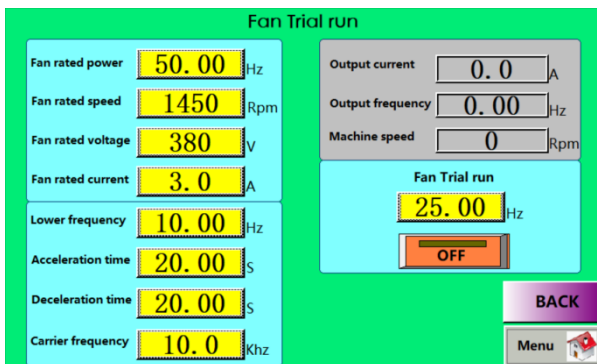 Fan Trial run
Fan rated power 50.00 Hz
Fan rated speed 1450 Rpm
Fan rated voltage 380 V
Fan rated current 3.0 A
Lower frequency 10.00 Hz
Acceleration time 20.00 S
Deceleration time 20.00 S
Carrier frequency 10.0 Khz
Output current 0.0 A
Output frequency 0.00 Hz
Machine speed 0 Rpm
Fan Trial run
25.00 Hz
OFF
BACK
Menu